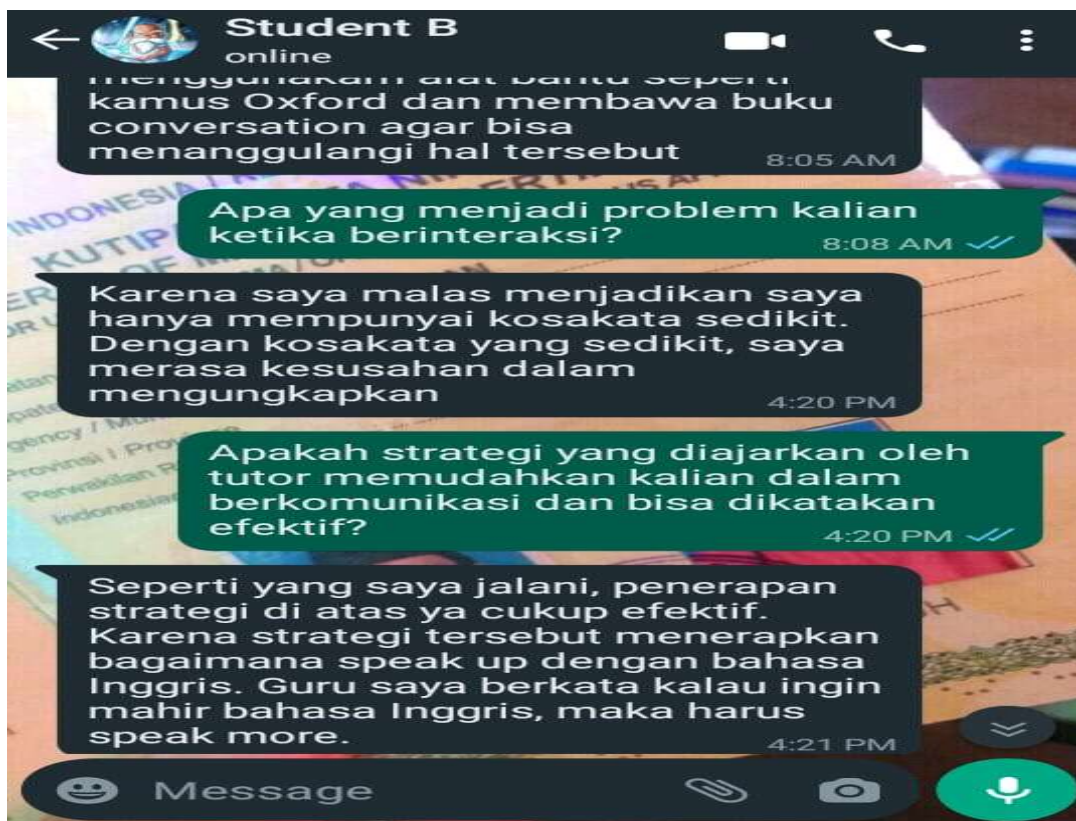 Student B
online
menggunakam alat bantu seperti
kamus Oxford dan membawa buku
conversation agar bisa
menanggulangi hal tersebut
8:05 AM
Apa yang menjadi problem kalian
ketika berinteraksi?
8:08 AM
Karena saya malas menjadikan saya
hanya mempunyai kosakata sedikit.
Dengan kosakata yang sedikit, saya
merasa kesusahan dalam
mengungkapkan
4:20 PM
Apakah strategi yang diajarkan oleh
tutor memudahkan kalian dalam
berkomunikasi dan bisa dikatakan
efektif?
4:20 PM
Seperti yang saya jalani, penerapan
strategi di atas ya cukup efektif.
Karena strategi tersebut menerapkan
bagaimana speak up dengan bahasa
Inggris. Guru saya berkata kalau ingin
mahir bahasa Inggris, maka harus
speak more.
4:21 PM
Message
INDONESIA
KUTIP
Provinsi